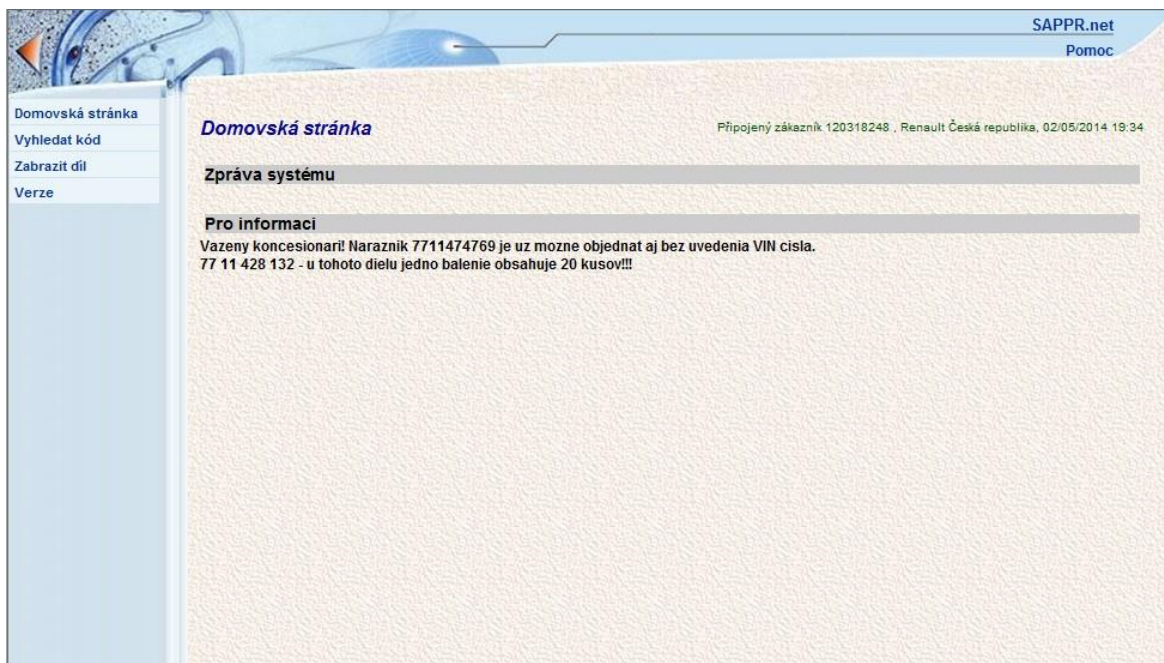 SAPPR.net
Pomoc
Domovská stránka
Vyhledat kód
Zabrazit díl
Verze
Domovská stránka
Připojený zákazník 120318248 , Renault Česká republika, 02/05/2014 19:34
Zpráva systému
Pro informaci
Vazeny koncesionari! Naraznik 7711474769 je uz mozne objednat aj bez uvedenia VIN cisla.
77 11 428 132 - u tohoto dielu jedno balenie obsahuje 20 kusov!!!